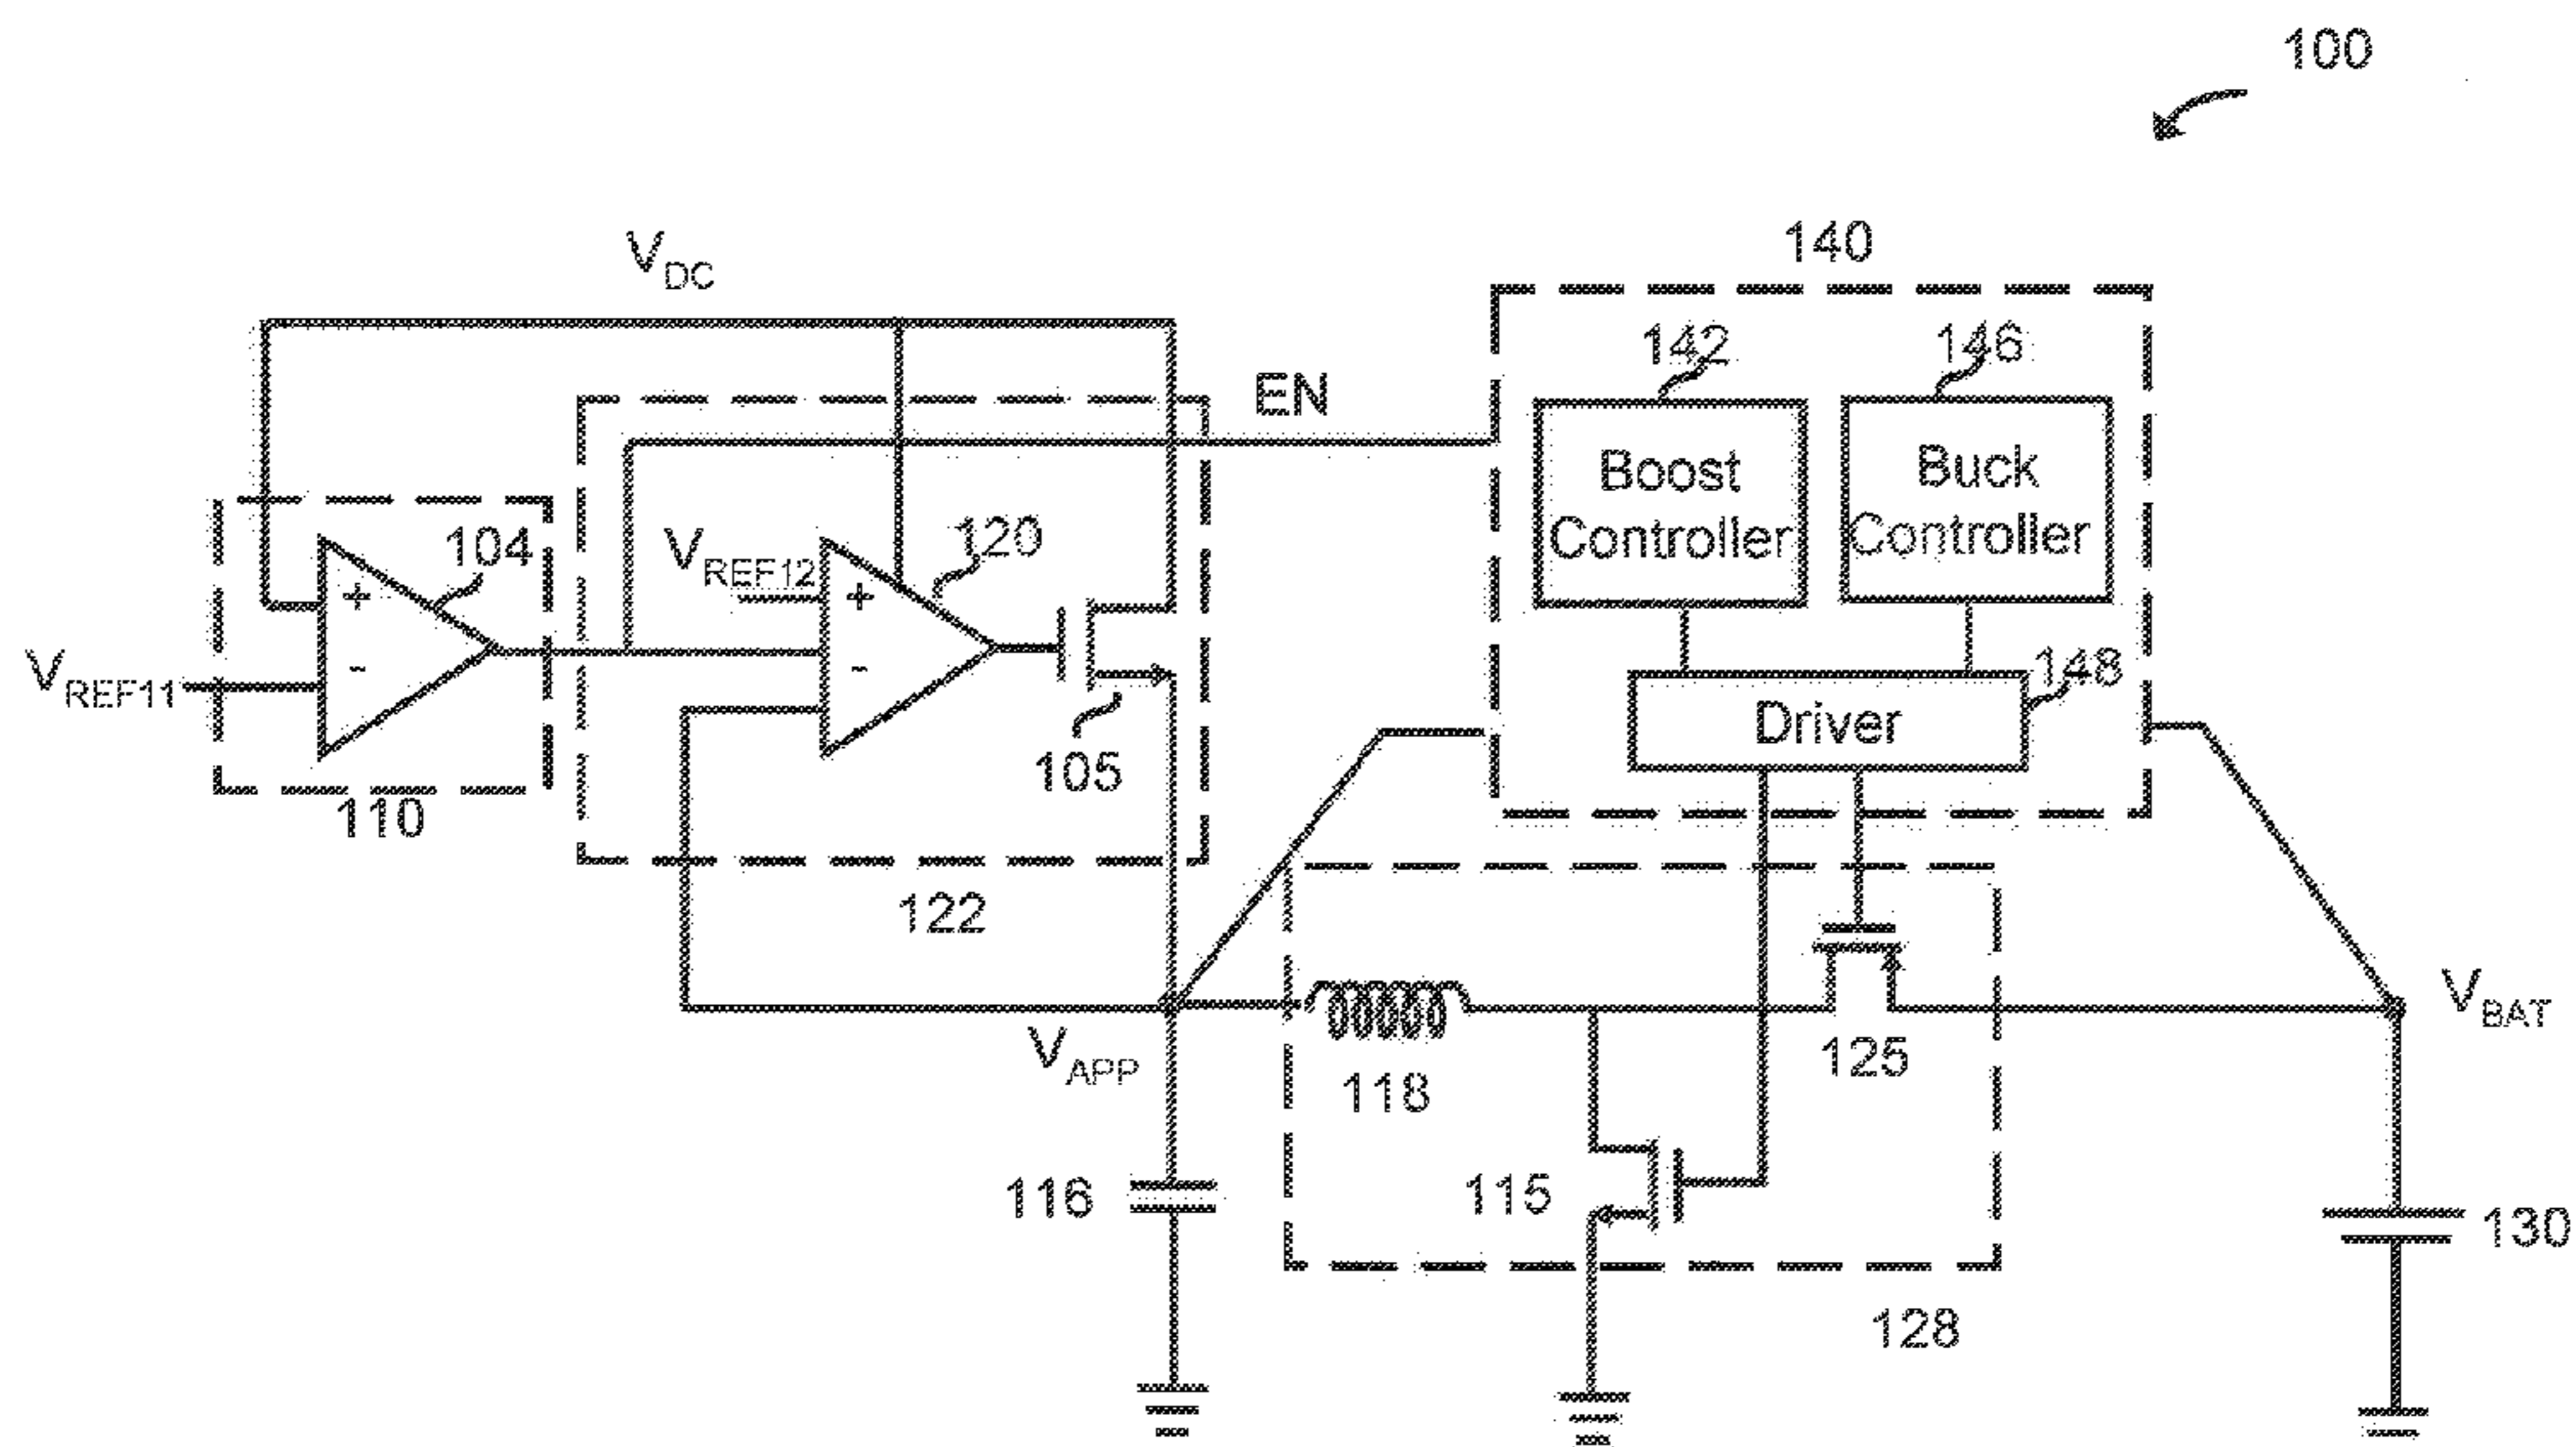 100
VDC
140
142
146
EN
Boost Controller
Buck Controller
104
VREF12
120
+
+
-
-
VREF11
148
Driver
105
110
122
VAPP
118
125
VBAT
116
115
130
128